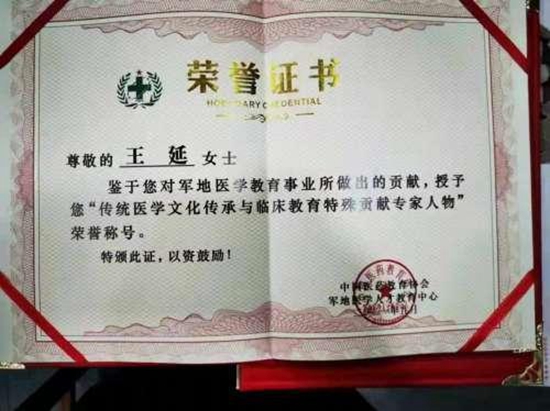 荣誉证书
HONORARY CREDENTIAL
尊敬的 王 延 女士
鉴于您对军地医学教育事业所做出的贡献，授予
您“传统医学文化传承与临床教育特殊贡献专家人物”
荣誉称号。
特颁此证，以资鼓励！
中国医药教育协会
军地医学人才教育中心